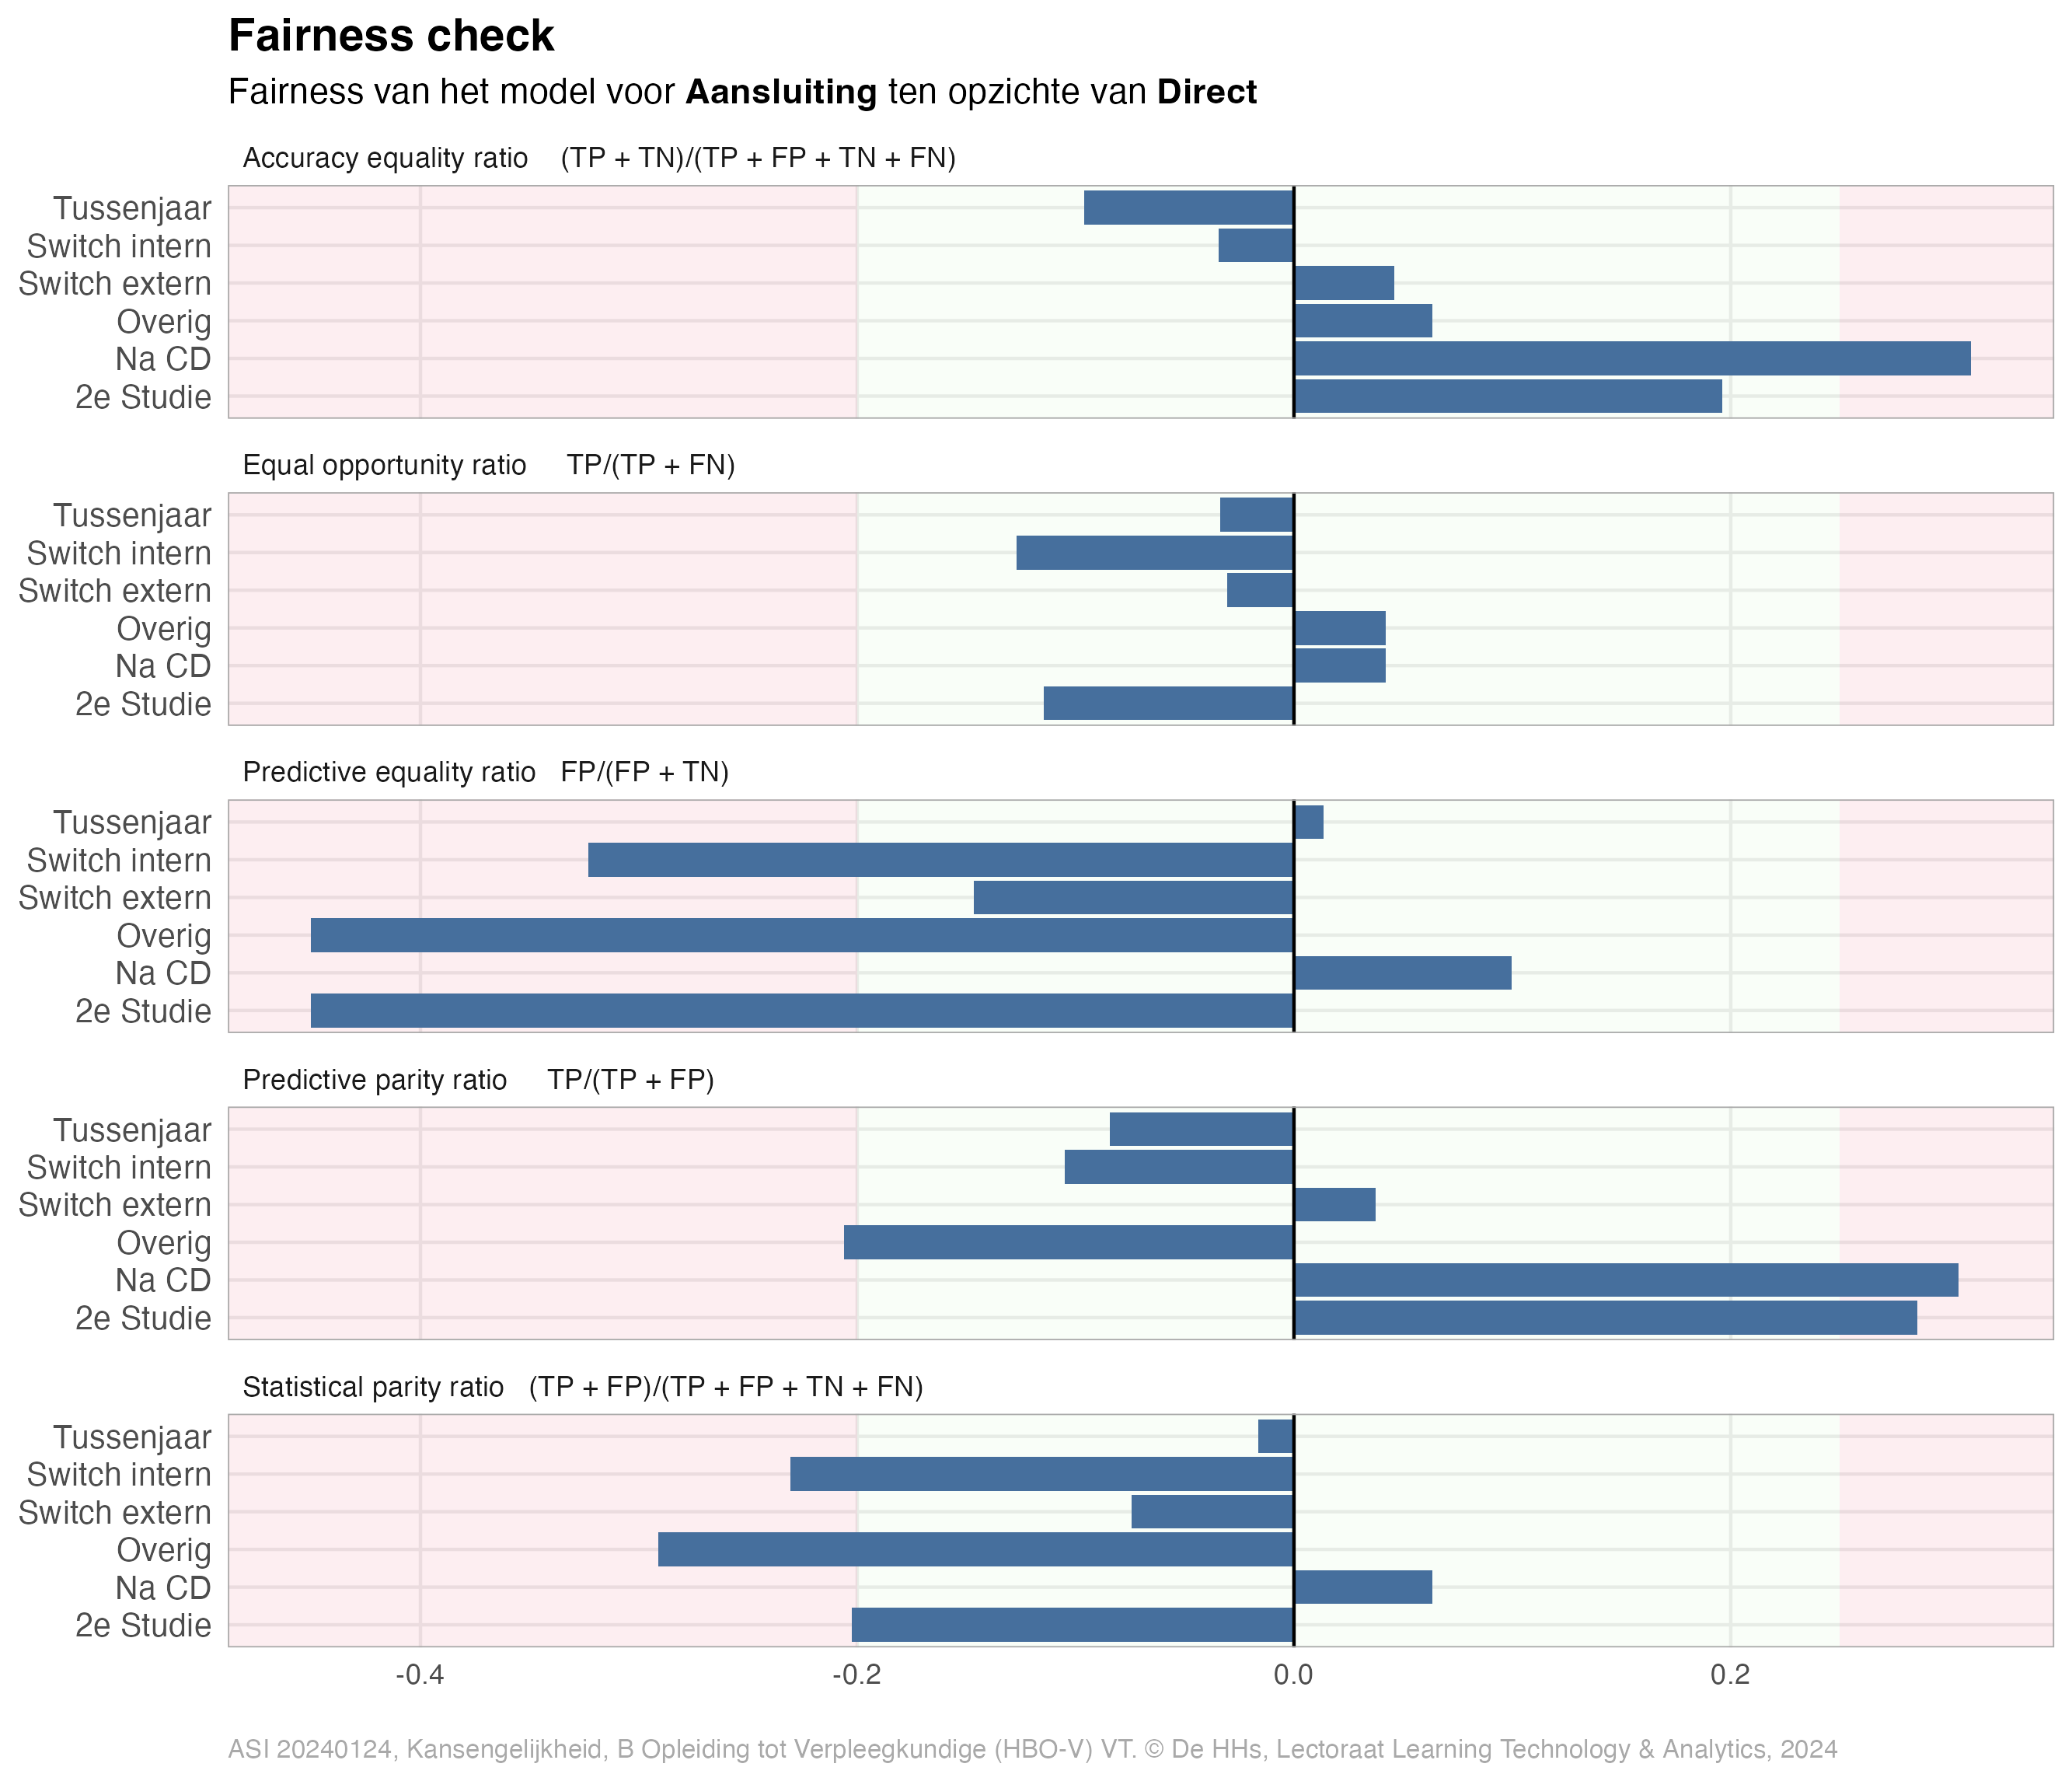 Fairness check
Fairness van het model voor Aansluiting ten opzichte van Direct
Accuracy equality ratio (TP + TN)/(TP + FP + TN + FN)
Tussenjaar
Switch intern
Switch extern
Overig
Na CD
2e Studie
Equal opportunity ratio TP/(TP + FN)
Tussenjaar
Switch intern
Switch extern
Overig
Na CD
2e Studie
Predictive equality ratio FP/(FP + TN)
Tussenjaar
Switch intern
Switch extern
Overig
Na CD
2e Studie
Predictive parity ratio TP/(TP + FP)
Tussenjaar
Switch intern
Switch extern
Overig
Na CD
2e Studie
Statistical parity ratio (TP + FP)/(TP + FP + TN + FN)
Tussenjaar
Switch intern
Switch extern
Overig
Na CD
2e Studie
-0.4 -0.2 0.0 0.2
ASI 20240124, Kansengelijkheid, B Opleiding tot Verpleegkundige (HBO-V) VT. © De HHs, Lectoraat Learning Technology & Analytics, 2024